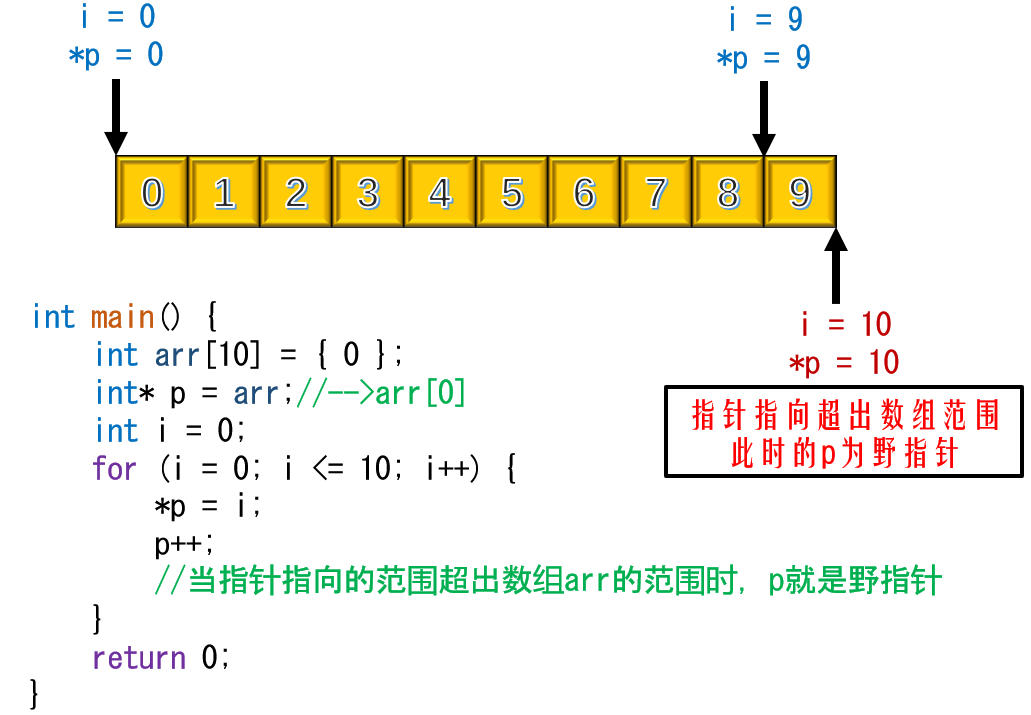 i = 0
*p = 0
i = 9
*p = 9
0 1 2 3 4 5 6 7 8 9
i = 10
*p = 10
指针指向超出数组范围
此时的p为野指针
int main() {
    int arr[10] = { 0 };
    int* p = arr;//-->arr[0]
    int i = 0;
    for (i = 0; i <= 10; i++) {
        *p = i;
        p++;
        //当指针指向的范围超出数组arr的范围时, p就是野指针
    }
    return 0;
}